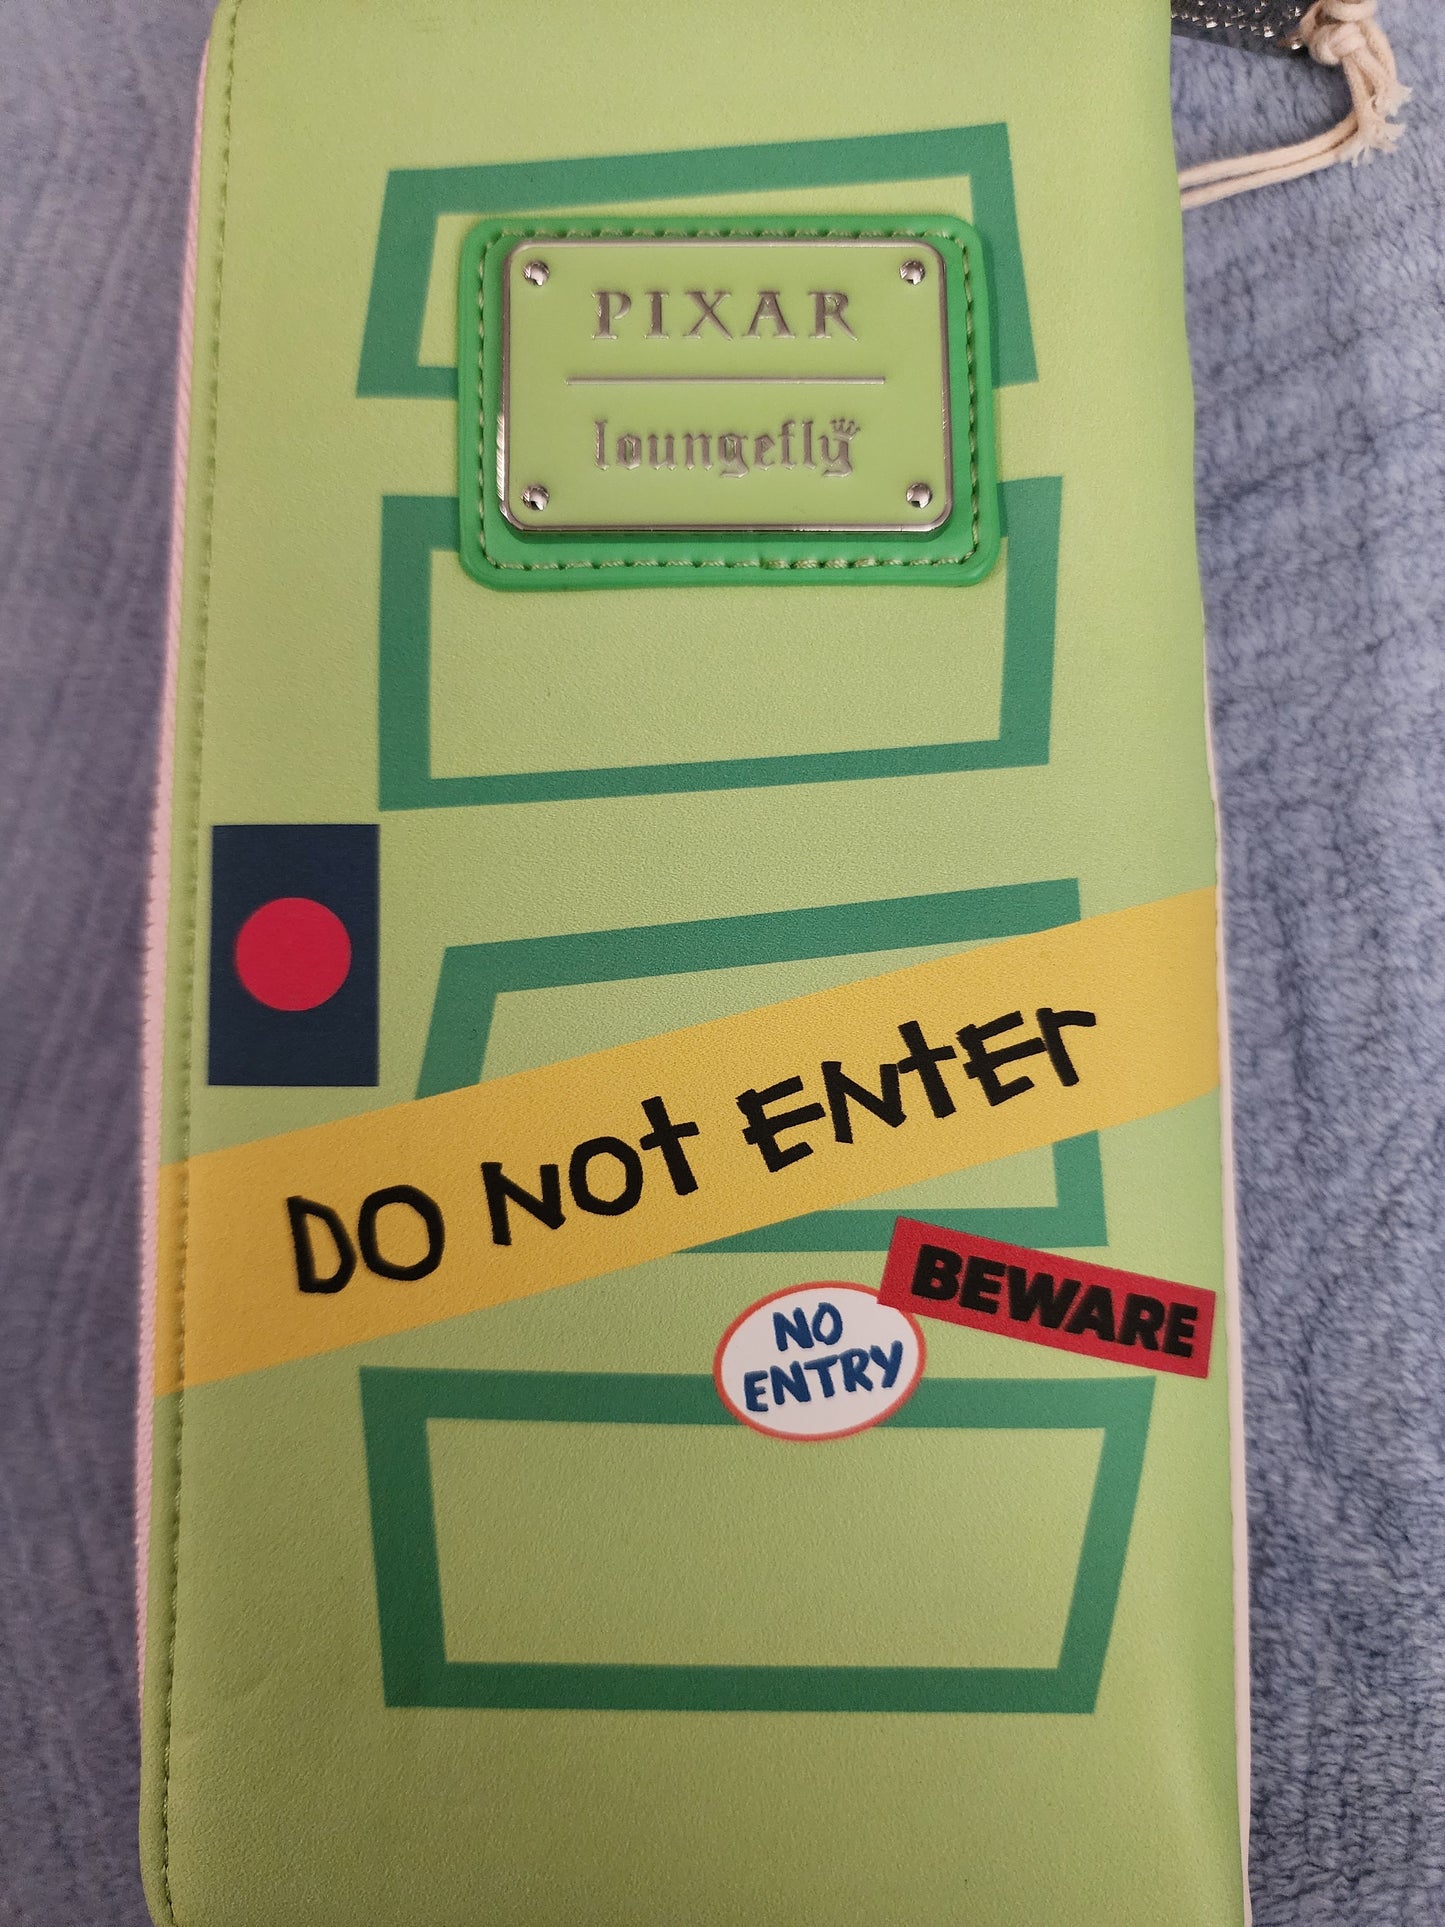 PIXAR
loungefly
DO NOT ENTER
BEWARE
NO
ENTRY